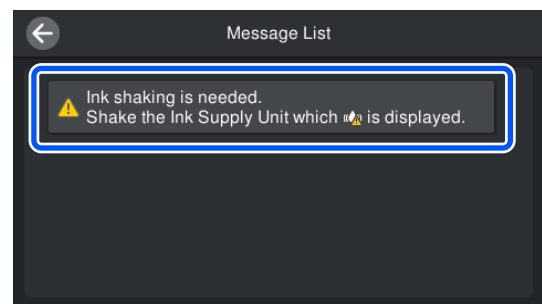 Message List
Ink shaking is needed.
Shake the Ink Supply Unit which is displayed.